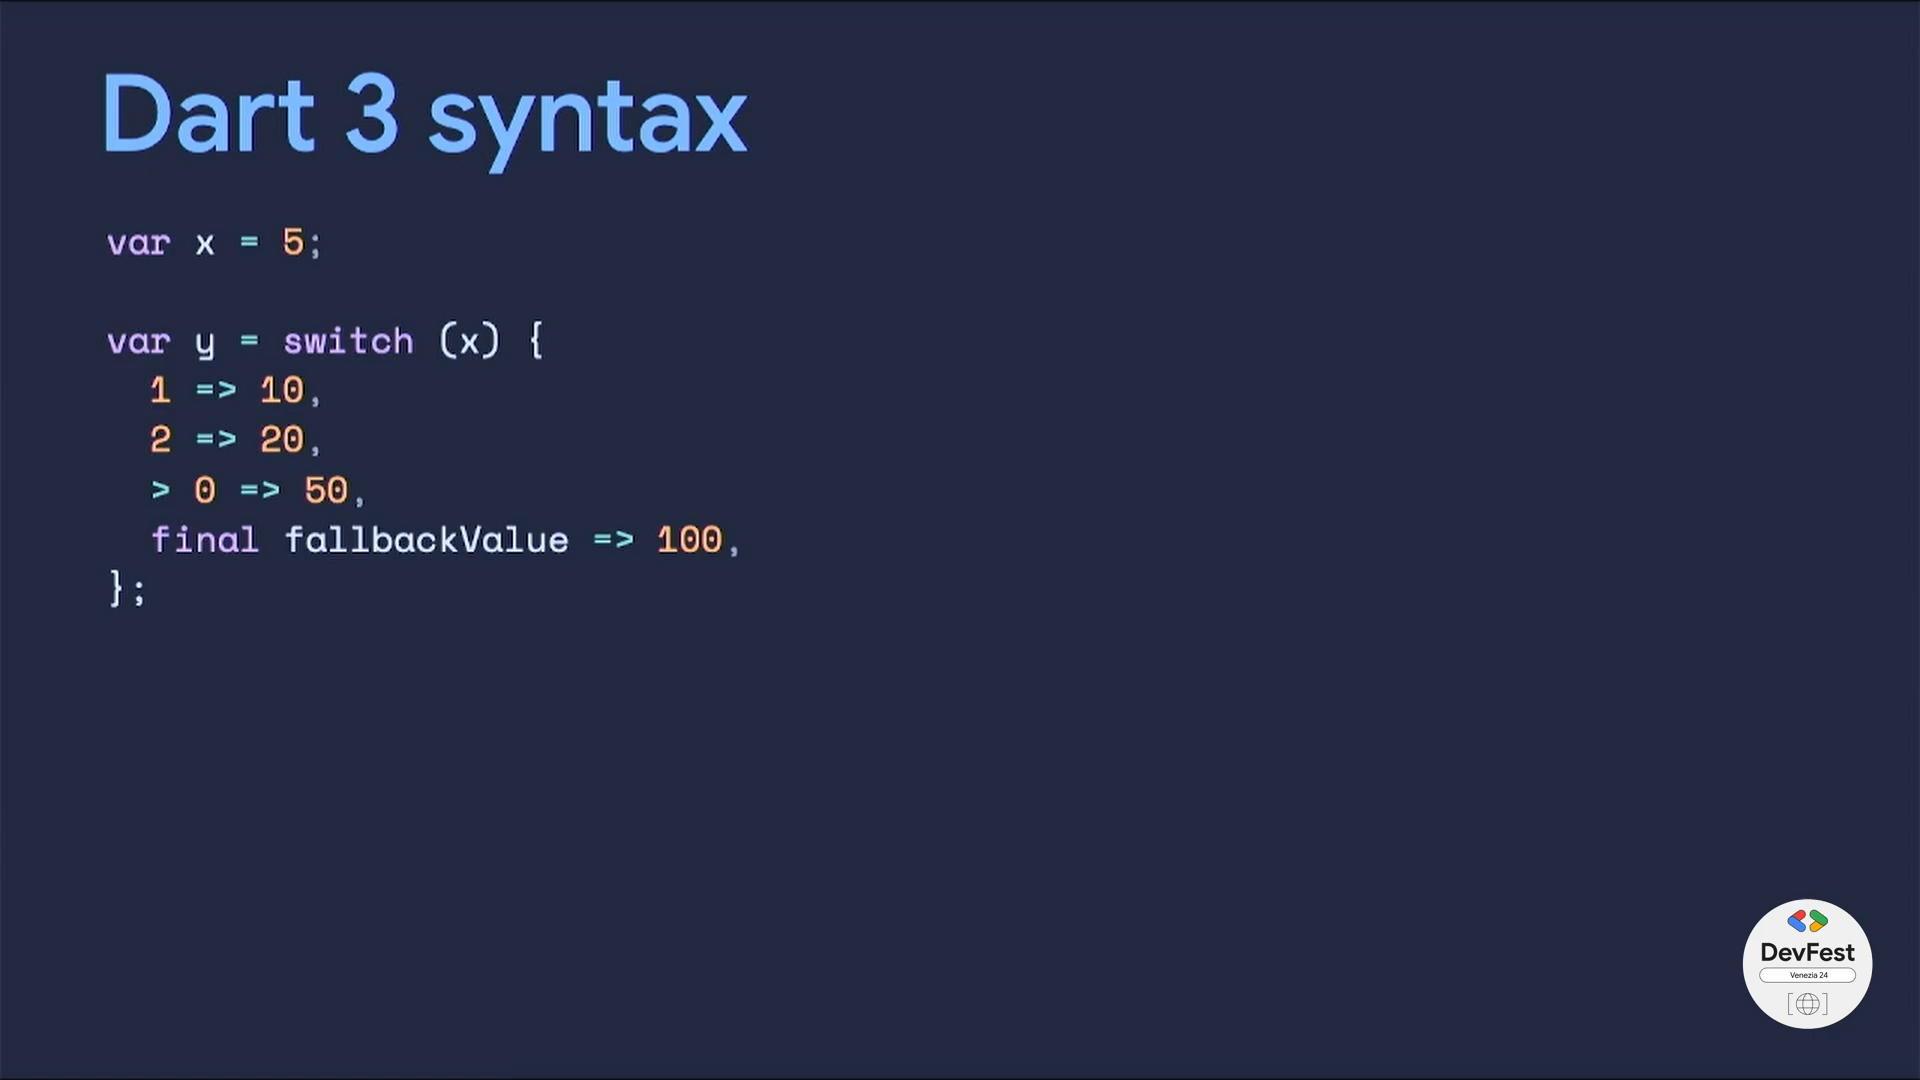 Dart 3 syntax
var x = 5;
var y = switch (x) {
  1 => 10,
  2 => 20,
  > 0 => 50,
  final fallbackValue => 100,
};
DevFest
Venezia 24